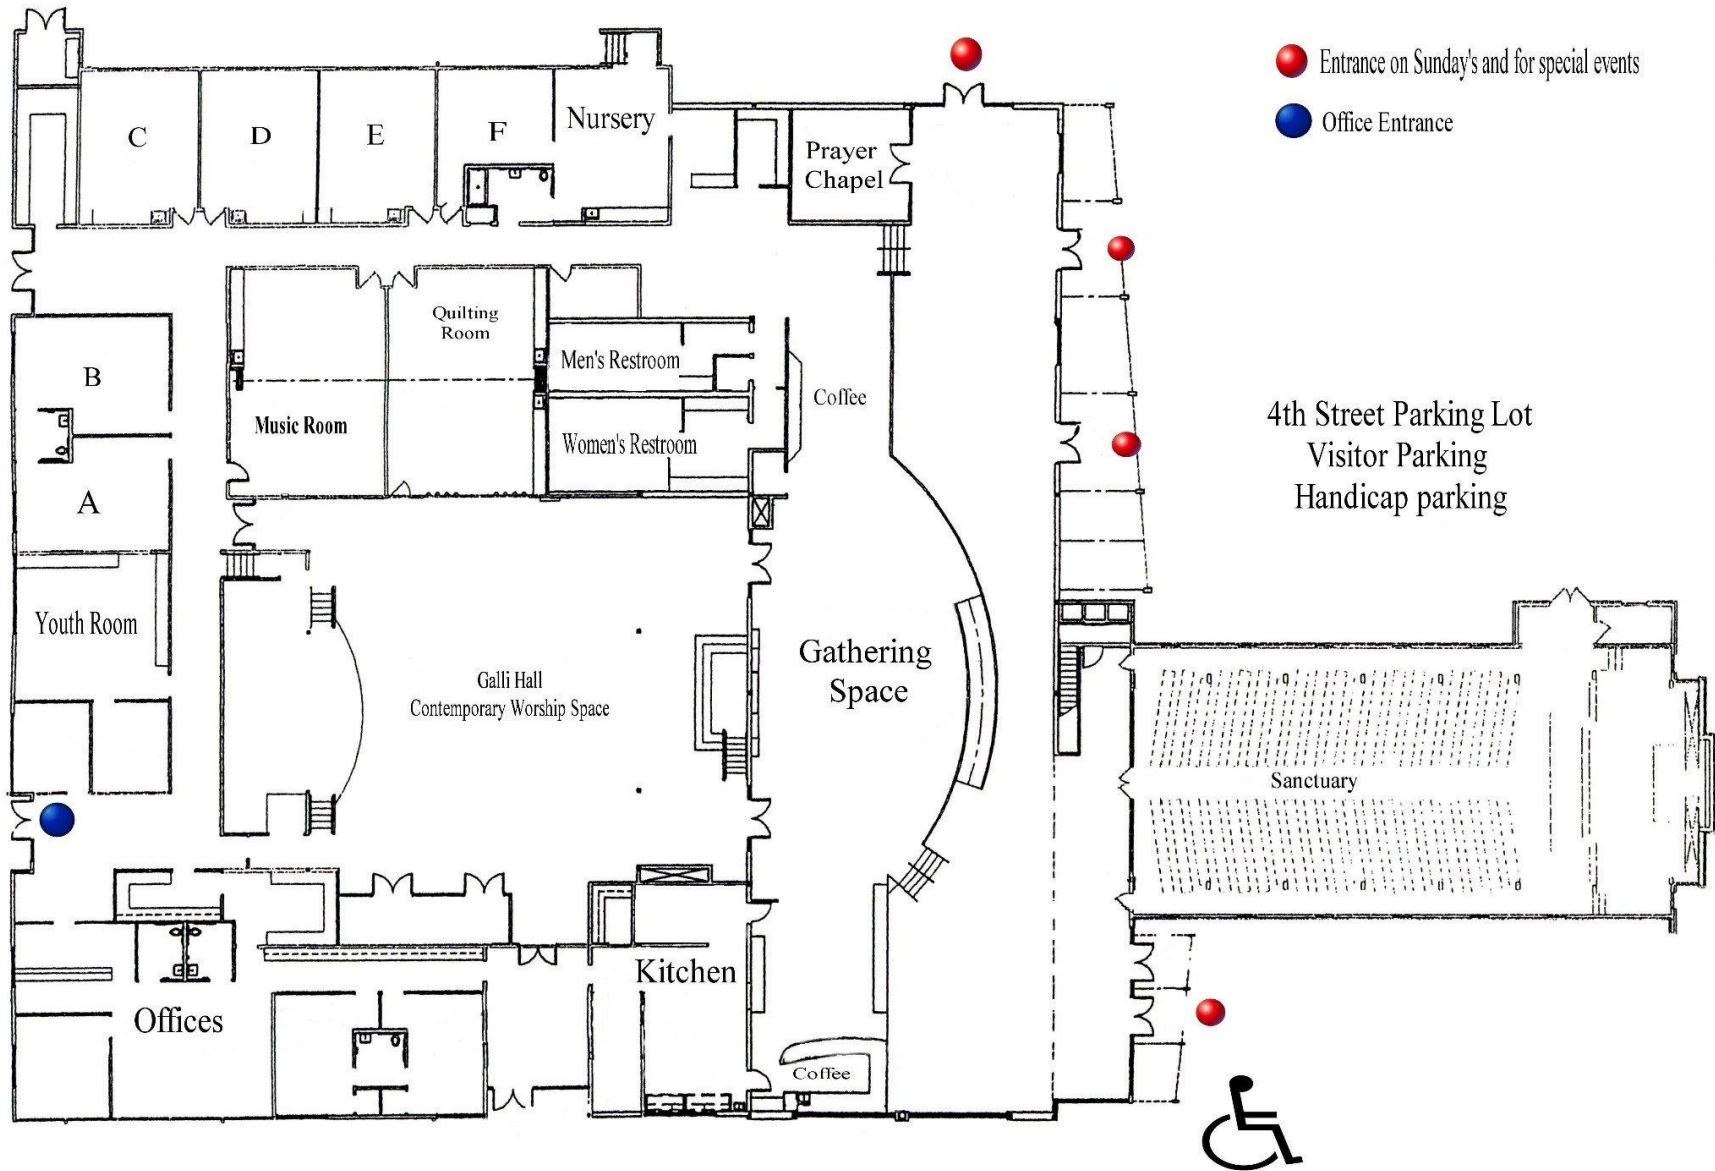 Entrance on Sunday's and for special events
Office Entrance
C
D
E
F
Nursery
Prayer
Chapel
Quilting
Room
B
Men's Restroom
Coffee
Music Room
Women's Restroom
4th Street Parking Lot
Visitor Parking
Handicap parking
A
Youth Room
Galli Hall
Contemporary Worship Space
Gathering
Space
Sanctuary
Kitchen
Offices
Coffee